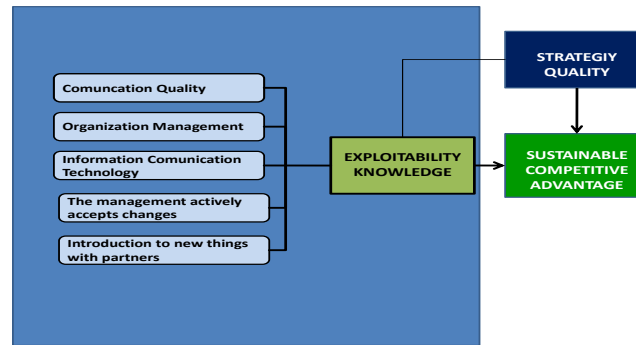 STRATEGIY
QUALITY
Comuncation Quality
Organization Management
Information Comunication
Technology
EXPLOITABILITY
KNOWLEDGE
SUSTAINABLE
COMPETITIVE
ADVANTAGE
The management actively
accepts changes
Introduction to new things
with partners